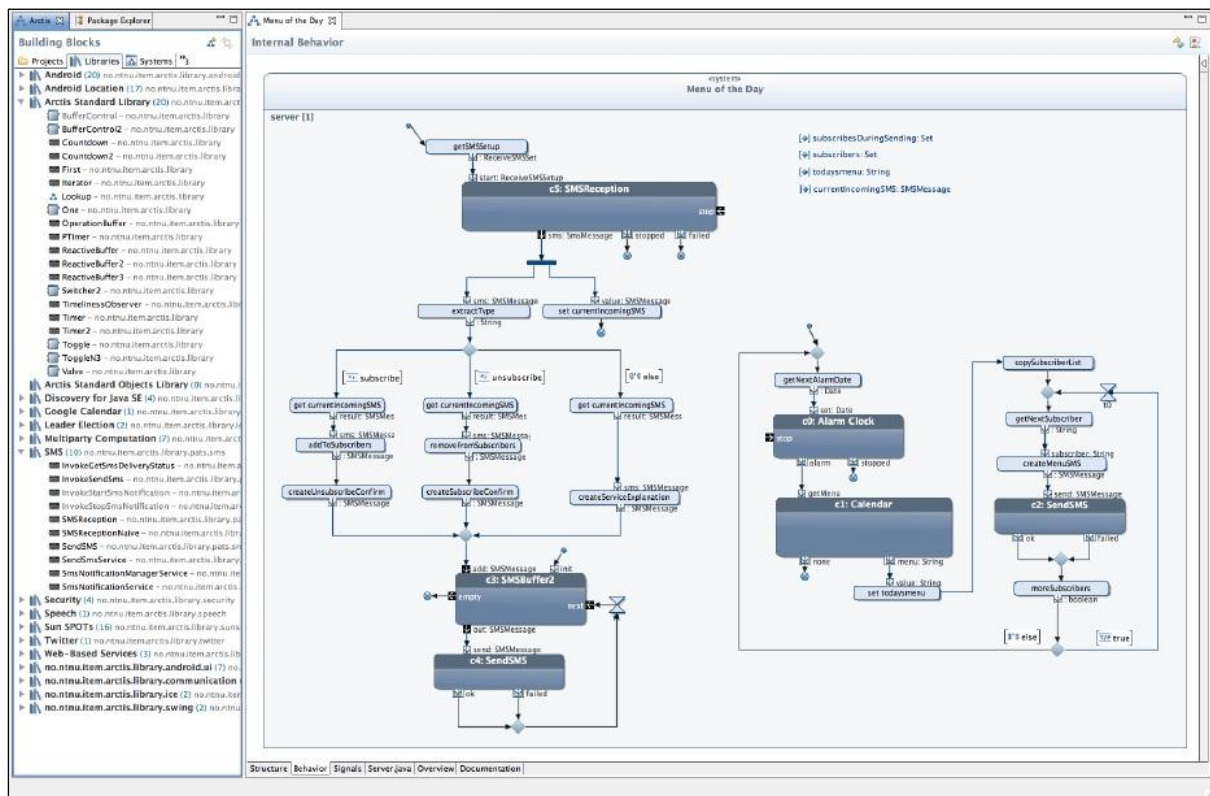 Arctis
Package Explorer
Building Blocks
Projects
Libraries
Systems
Android (20) no.ntnu.item.arctis.library.android
Android Location (17) no.ntnu.item.arctis.libra
Arctis Standard Library (20) no.ntnu.item.arct
BufferControl - no.ntnu.item.arctis.library
BufferControl2 - no.ntnu.item.arctis.library
Countdown - no.ntnu.item.arctis.library
Countdown2 - no.ntnu.item.arctis.library
First - no.ntnu.item.arctis.library
Iterator - no.ntnu.item.arctis.library
Lookup - no.ntnu.item.arctis.library
One - no.ntnu.item.arctis.library
OperationBuffer - no.ntnu.item.arctis.library
PTimer - no.ntnu.item.arctis.library
ReactiveBuffer - no.ntnu.item.arctis.library
ReactiveBuffer2 - no.ntnu.item.arctis.library
ReactiveBuffer3 - no.ntnu.item.arctis.library
Switcher2 - no.ntnu.item.arctis.library
TimelinessObserver - no.ntnu.item.arctis.lib
Timer - no.ntnu.item.arctis.library
Timer2 - no.ntnu.item.arctis.library
Toggle - no.ntnu.item.arctis.library
ToggleN3 - no.ntnu.item.arctis.library
Valve - no.ntnu.item.arctis.library
Arctis Standard Objects Library (0) no.ntnu.it
Discovery for Java SE (4) no.ntnu.item.arctis.
Google Calendar (1) no.ntnu.item.arctis.library
Leader Election (2) no.ntnu.item.arctis.library.l
Multiparty Computation (7) no.ntnu.item.arct
SMS (10) no.ntnu.item.arctis.library.pats.sms
InvokeGetSmsDeliveryStatus - no.ntnu.item.a
InvokeSendSms - no.ntnu.item.arctis.library.p
InvokeStartSmsNotification - no.ntnu.item.arct
InvokeStopSmsNotification - no.ntnu.item.arct
SMSReception - no.ntnu.item.arctis.library.pa
SMSReceptionNaive - no.ntnu.item.arctis.libr
SendSMS - no.ntnu.item.arctis.library.pats.sm
SendSmsService - no.ntnu.item.arctis.library.
SmsNotificationManagerService - no.ntnu.ite
SmsNotificationService - no.ntnu.item.arctis.
Security (4) no.ntnu.item.arctis.library.security
Speech (1) no.ntnu.item.arctis.library.speech
Sun SPOTs (16) no.ntnu.item.arctis.library.suns
Twitter (1) no.ntnu.item.arctis.library.twitter
Web-Based Services (3) no.ntnu.item.arctis.lib
no.ntnu.item.arctis.library.android.ui (7) no.nt
no.ntnu.item.arctis.library.communication
no.ntnu.item.arctis.library.ice (2) no.ntnu.iter
no.ntnu.item.arctis.library.swing (2) no.ntnu
Menu of the Day
Internal Behavior
«system»
Menu of the Day
server [1]
subscribesDuringSending: Set
subscribers: Set
todaysmenu: String
currentIncomingSMS: SMSMessage
getSMSSetup
: ReceiveSMSSet
start: ReceiveSMSSetup
c5: SMSReception
stop
sms: SmsMessage
stopped
failed
sms: SMSMessage
value: SMSMessage
extractType
set currentIncomingSMS
: String
subscribe
unsubscribe
else
get currentIncomingSMS
get currentIncomingSMS
get currentIncomingSMS
result: SMSMes
result: SMSMes
result: SMSMess
sms: SMSMessa
sms: SMSMessa
addToSubscribers
removeFromSubscribers
: SMSMessage
: SMSMessage
sms: SMSMessage
createUnsubscribeConfirm
createSubscribeConfirm
createServiceExplanation
: SMSMessage
: SMSMessage
: SMSMessage
add: SMSMessage
init
c3: SMSBuffer2
empty
next
out: SMSMessage
send: SMSMessage
c4: SendSMS
ok
failed
getNextAlarmDate
: Date
set: Date
c0: Alarm Clock
stop
alarm
stopped
getMenu
c1: Calendar
none
menu: String
value: String
set todaysmenu
copySubscriberList
t0
getNextSubscriber
: String
subscriber: String
createMenuSMS
: SMSMessage
send: SMSMessage
c2: SendSMS
ok
failed
moreSubscribers
: boolean
else
true
Structure
Behavior
Signals
Server.java
Overview
Documentation